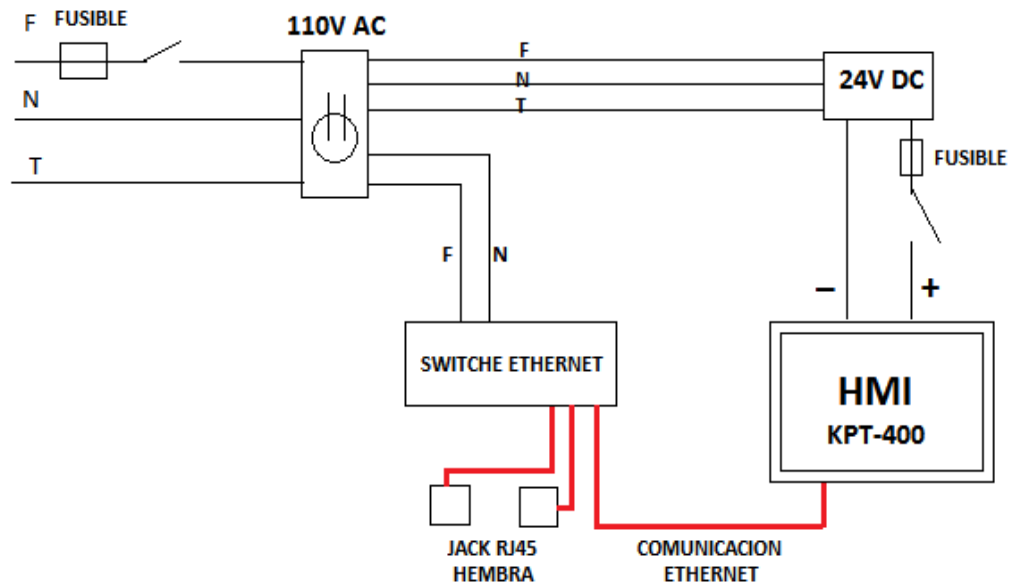 F FUSIBLE
110V AC
N
T
F
N
T
24V DC
FUSIBLE
F N
– +
SWITCHE ETHERNET
HMI
KPT-400
JACK RJ45
HEMBRA
COMUNICACION
ETHERNET